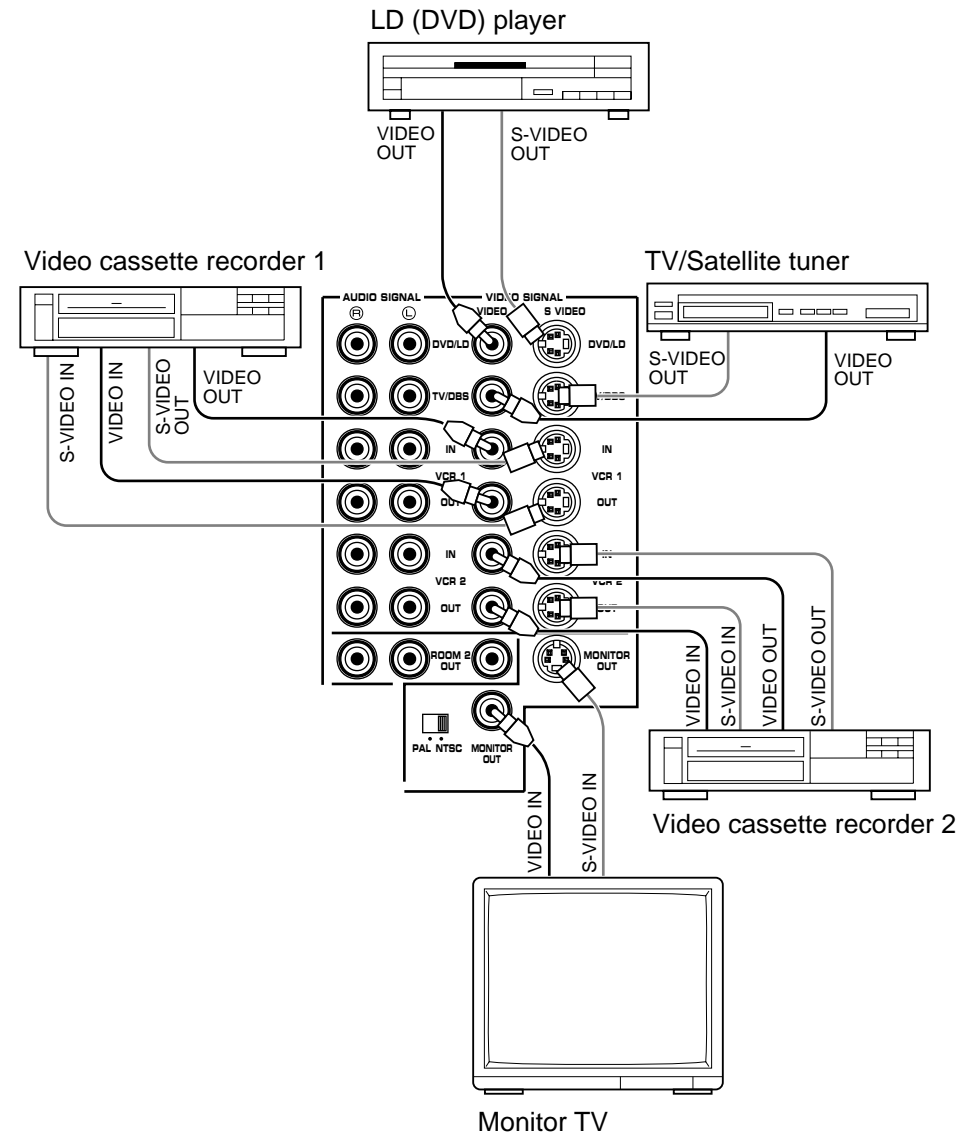 LD (DVD) player
VIDEO
OUT
S-VIDEO
OUT
Video cassette recorder 1
TV/Satellite tuner
S-VIDEO IN
VIDEO IN
S-VIDEO
OUT
VIDEO
OUT
S-VIDEO
OUT
VIDEO
OUT
AUDIO SIGNAL
VIDEO SIGNAL
R
L
VIDEO
S VIDEO
DVD/LD
DVD/LD
TV/DBS
IN
IN
VCR 1
VCR 1
OUT
OUT
IN
IN
VCR 2
VCR 2
OUT
OUT
ROOM 2
OUT
MONITOR
OUT
PAL NTSC
MONITOR
OUT
VIDEO IN
S-VIDEO IN
VIDEO OUT
S-VIDEO OUT
Video cassette recorder 2
VIDEO IN
S-VIDEO IN
Monitor TV